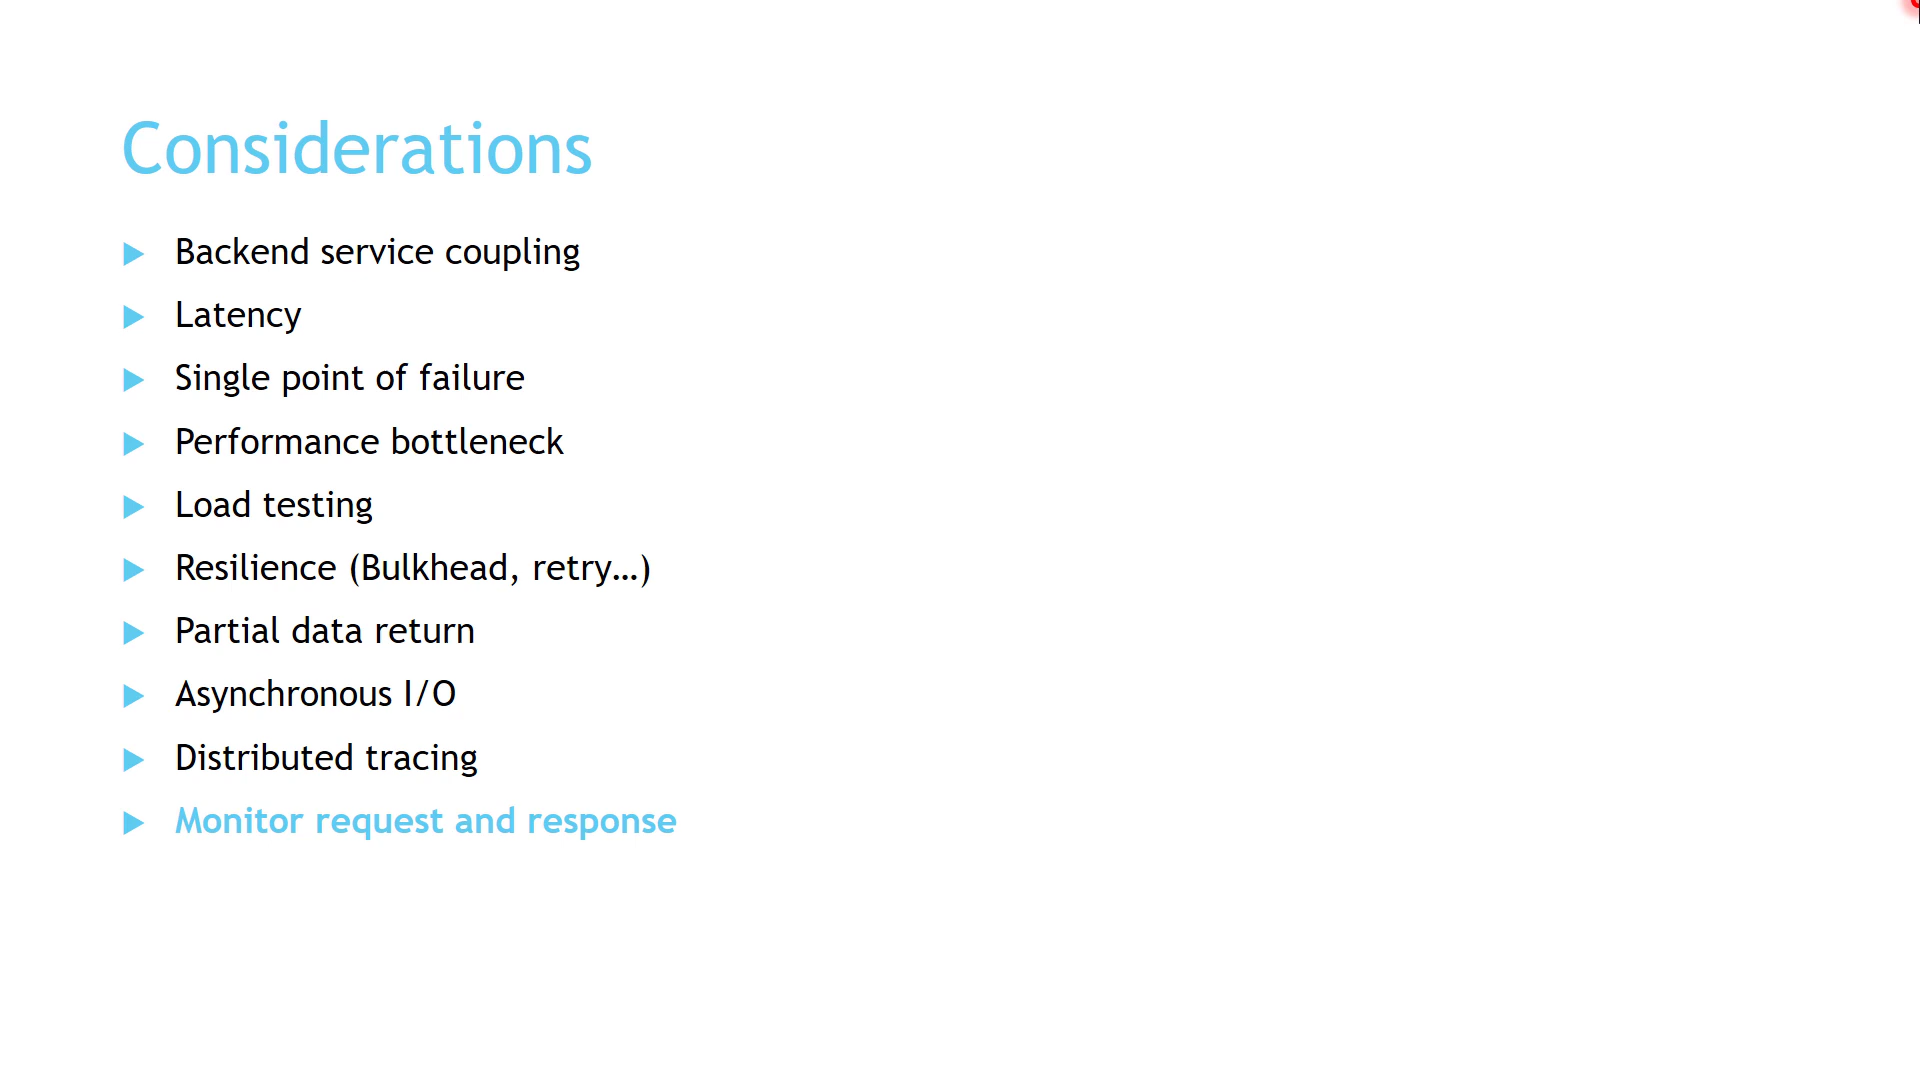 Considerations
Backend service coupling
Latency
Single point of failure
Performance bottleneck
Load testing
Resilience (Bulkhead, retry…)
Partial data return
Asynchronous I/O
Distributed tracing
Monitor request and response